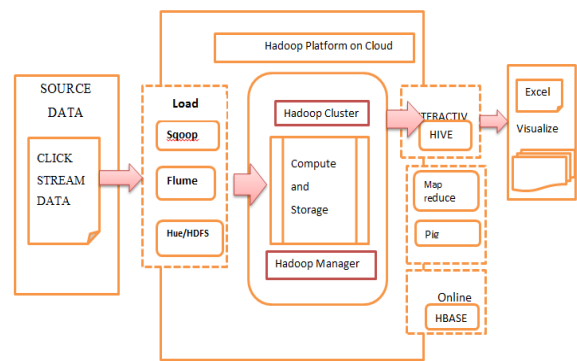 Hadoop Platform on Cloud
SOURCE
DATA
CLICK
STREAM
DATA
Load
Sqoop
Flume
Hue/HDFS
Hadoop Cluster
Compute
and
Storage
Hadoop Manager
TERACTIV
HIVE
Map
reduce
Pig
Online
HBASE
Excel
Visualize